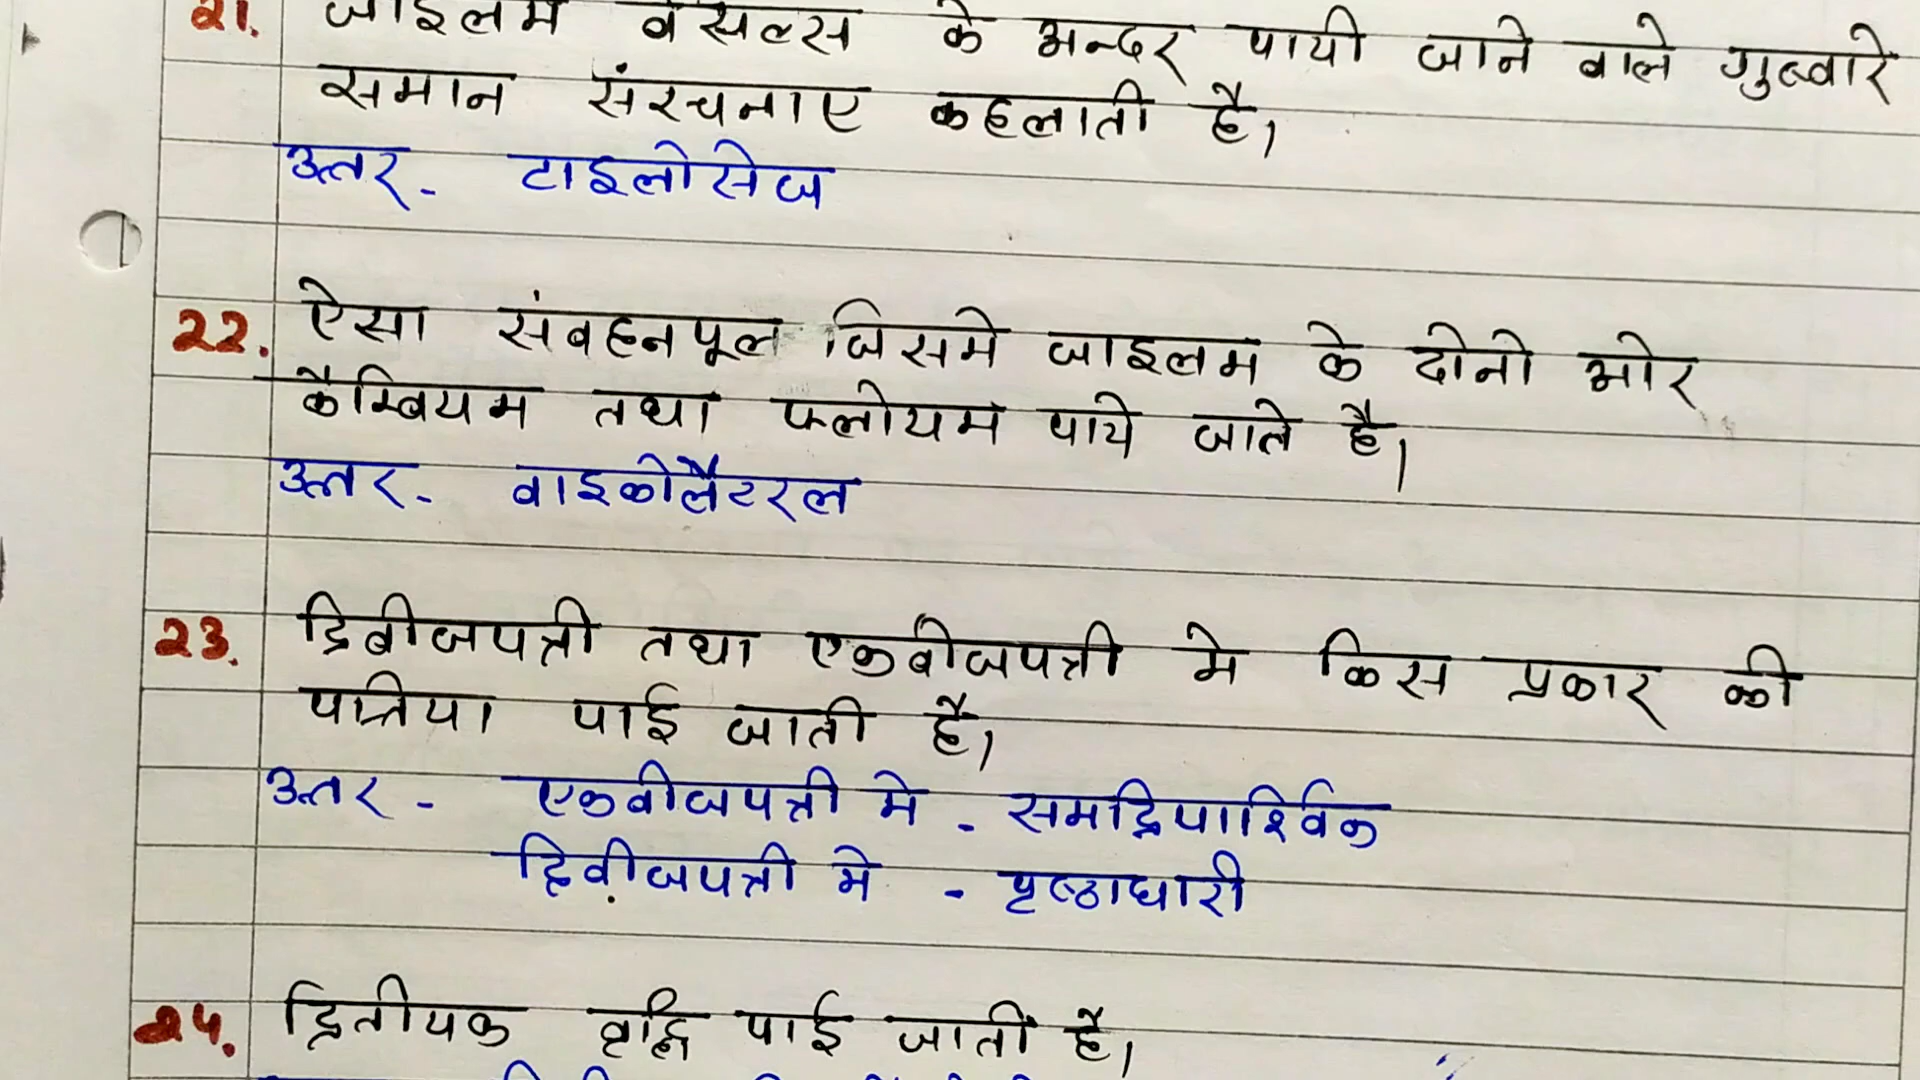 21. जाइलम वेसल्स के अन्दर पायी जाने वाले गुब्बारे
समान संरचनाए कहलाती है।
उत्तर - टाइलोसेज
22. ऐसा संवहनपूल जिसमे जाइलम के दोनो ओर
कैम्बियम तथा फ्लोयम पाये जाते है।
उत्तर - वाइकोलैटरल
23. द्विबीजपत्री तथा एकबीजपत्री मे किस प्रकार की
पत्तिया पाई जाती है।
उत्तर - एकबीजपत्री मे - समद्विपार्श्विक
द्विबीजपत्री मे - पृष्ठाधारी
24. द्वितीयक वृद्धि पाई जाती है।